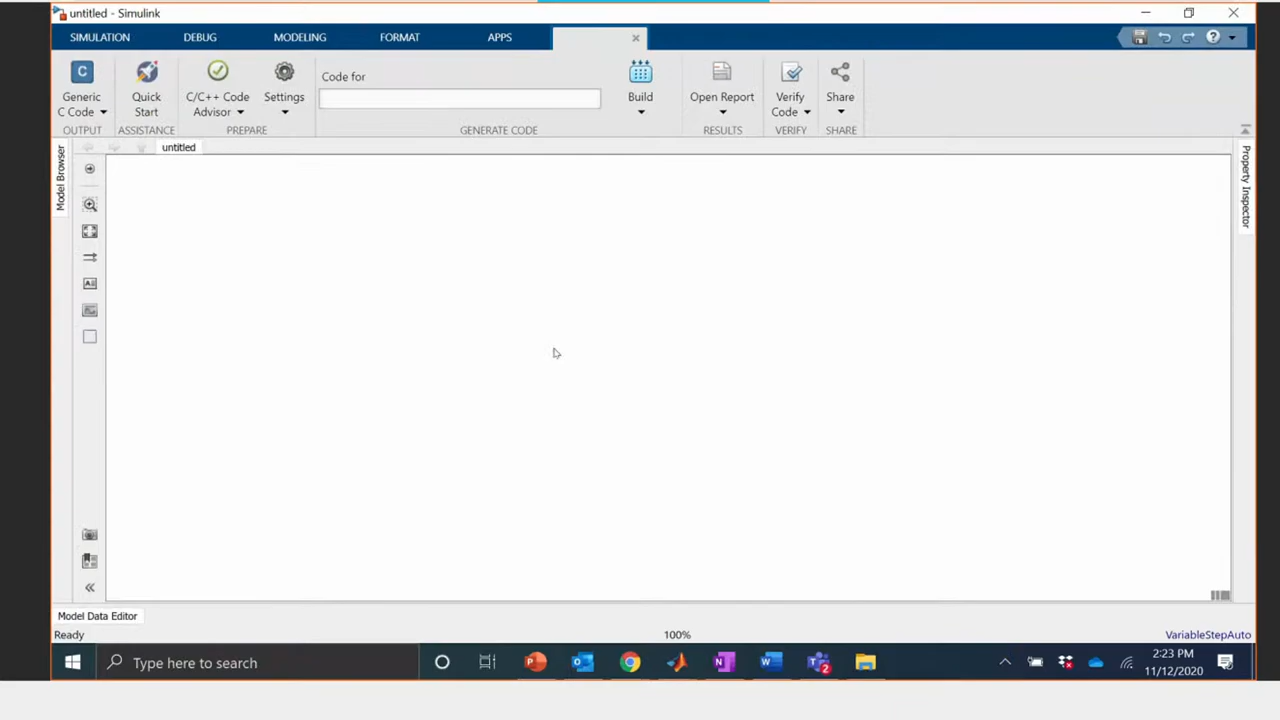 untitled - Simulink
SIMULATION DEBUG MODELING FORMAT APPS
Code for
Generic C Code
Quick Start
C/C++ Code Advisor
Settings
Build
Open Report
Verify Code
Share
OUTPUT ASSISTANCE PREPARE GENERATE CODE RESULTS VERIFY SHARE
Model Browser
untitled
Property Inspector
Model Data Editor
Ready 100% VariableStepAuto
Type here to search
2:23 PM
11/12/2020